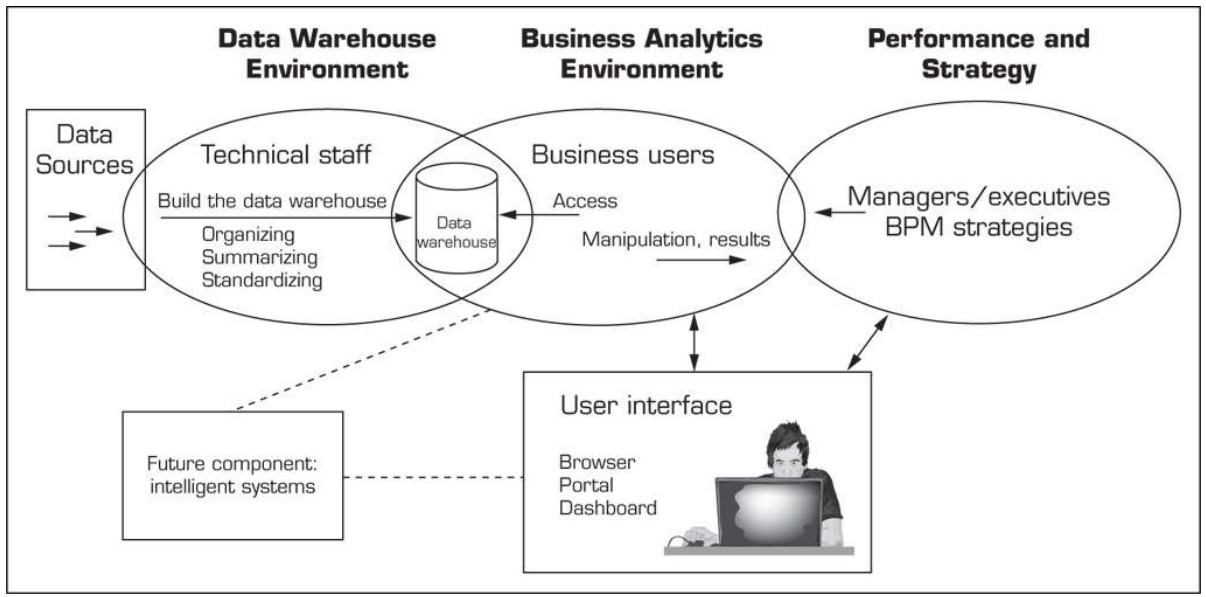 Data Warehouse
Environment
Business Analytics
Environment
Performance and
Strategy
Data
Sources
Technical staff
Build the data warehouse
Organizing
Summarizing
Standardizing
Data
warehouse
Business users
Access
Manipulation, results
Managers/executives
BPM strategies
Future component:
intelligent systems
User interface
Browser
Portal
Dashboard